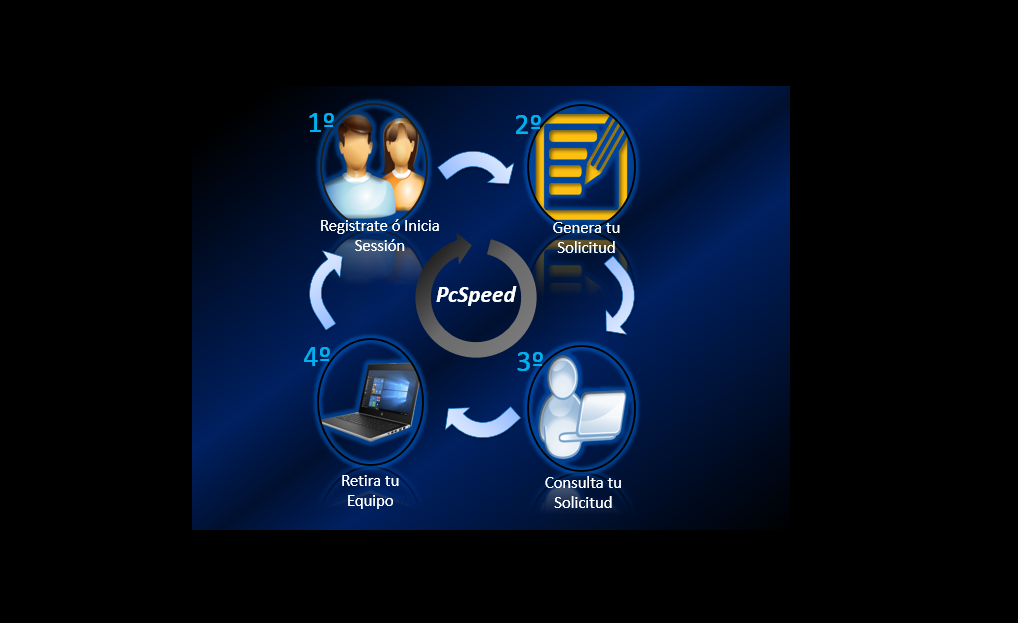 1º
Registrate ó Inicia
Sessión
2º
Genera tu
Solicitud
PcSpeed
3º
Consulta tu
Solicitud
4º
Retira tu
Equipo